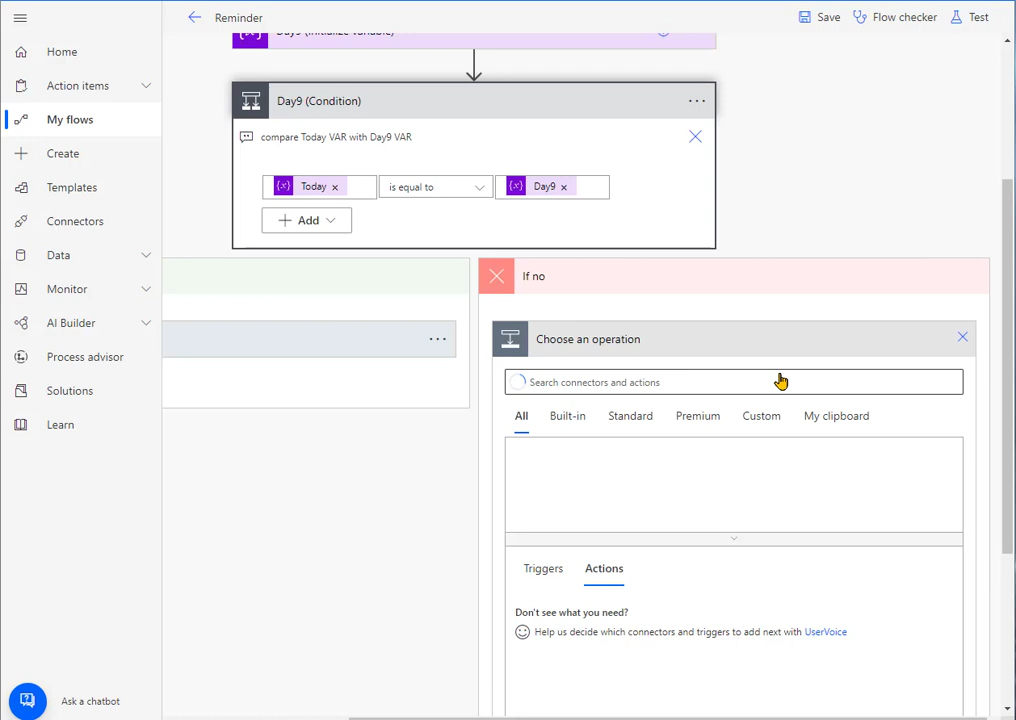 Reminder
Save
Flow checker
Test
Home
Action items
My flows
Create
Templates
Connectors
Data
Monitor
AI Builder
Process advisor
Solutions
Learn
Ask a chatbot
Day9 (Initialize variable)
Day9 (Condition)
compare Today VAR with Day9 VAR
{x} Today x
is equal to
{x} Day9 x
Add
If no
Choose an operation
Search connectors and actions
All Built-in Standard Premium Custom My clipboard
Triggers Actions
Don't see what you need?
Help us decide which connectors and triggers to add next with UserVoice